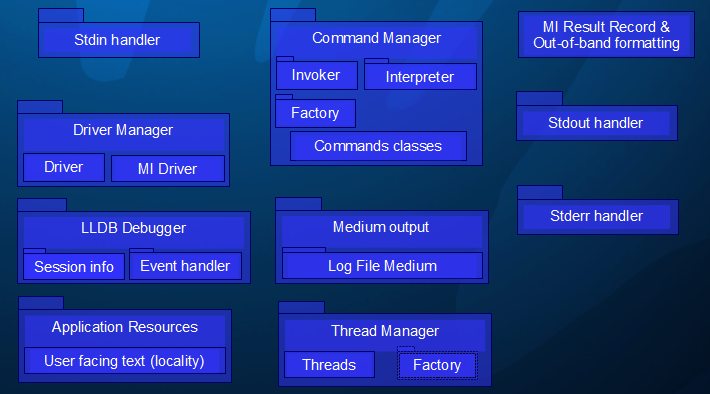 Stdin handler
Driver Manager
Driver
MI Driver
LLDB Debugger
Session info
Event handler
Application Resources
User facing text (locality)
Command Manager
Invoker
Interpreter
Factory
Commands classes
Medium output
Log File Medium
Thread Manager
Threads
Factory
MI Result Record &
Out-of-band formatting
Stdout handler
Stderr handler